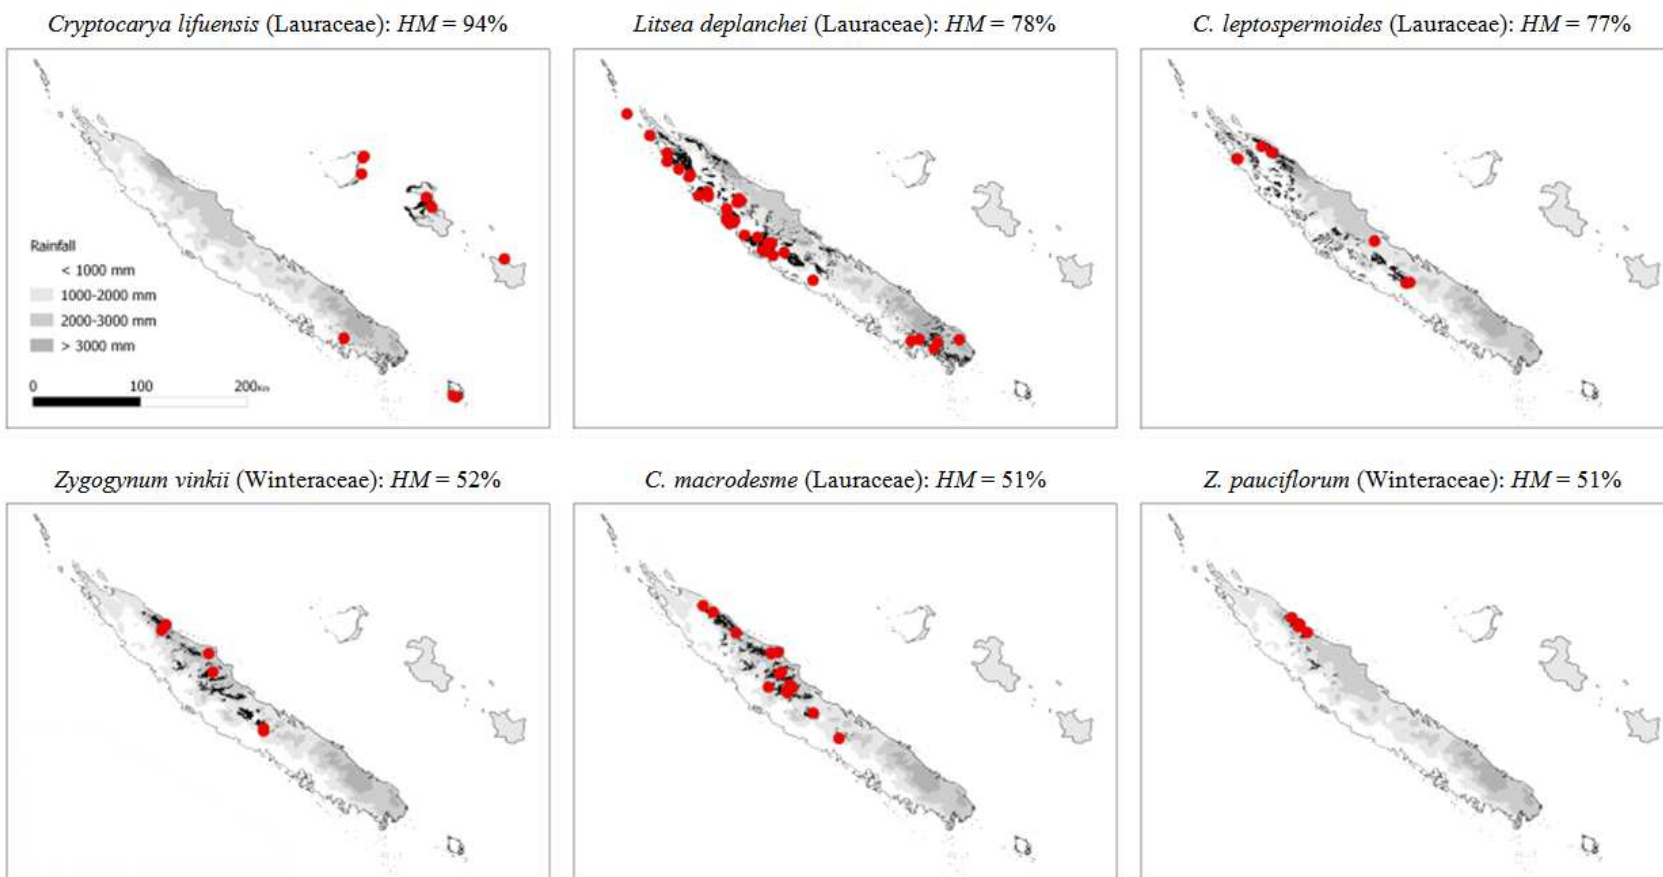 Cryptocarya lifuensis (Lauraceae): HM = 94%
Litsea deplanchei (Lauraceae): HM = 78%
C. leptospermoides (Lauraceae): HM = 77%
Rainfall
< 1000 mm
1000-2000 mm
2000-3000 mm
> 3000 mm
0 100 200Km
Zygogynum vinkii (Winteraceae): HM = 52%
C. macrodesme (Lauraceae): HM = 51%
Z. pauciflorum (Winteraceae): HM = 51%